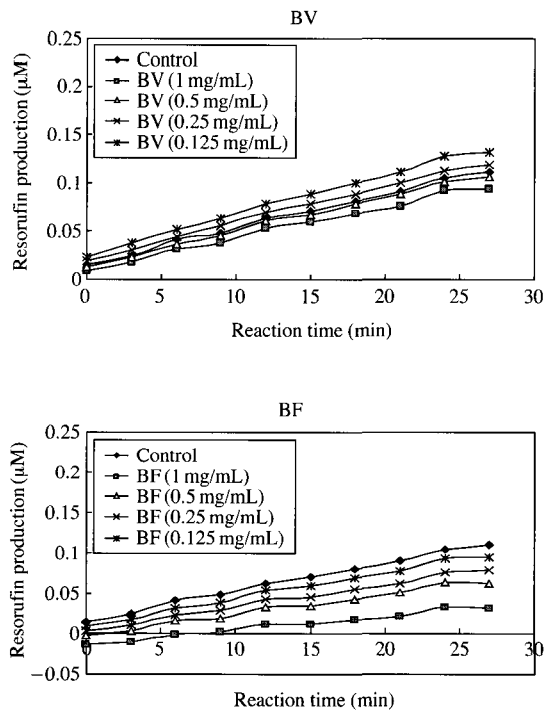 BV
0.25
0.2
0.15
0.1
0.05
0
Resorufin production (μM)
Control
BV (1 mg/mL)
BV (0.5 mg/mL)
BV (0.25 mg/mL)
BV (0.125 mg/mL)
0 5 10 15 20 25 30
Reaction time (min)
BF
0.25
0.2
0.15
0.1
0.05
0
−0.05
Resorufin production (μM)
Control
BF (1 mg/mL)
BF (0.5 mg/mL)
BF (0.25 mg/mL)
BF (0.125 mg/mL)
0 5 10 15 20 25 30
Reaction time (min)